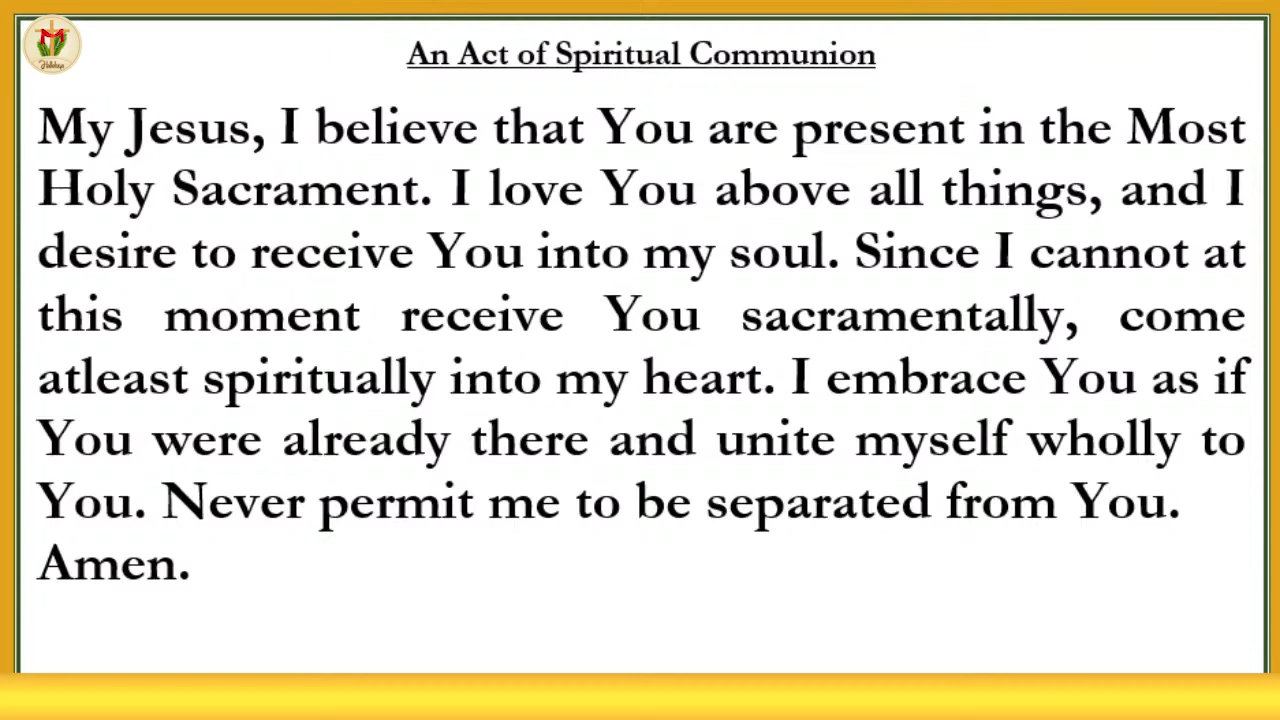 An Act of Spiritual Communion
My Jesus, I believe that You are present in the Most
Holy Sacrament. I love You above all things, and I
desire to receive You into my soul. Since I cannot at
this moment receive You sacramentally, come
atleast spiritually into my heart. I embrace You as if
You were already there and unite myself wholly to
You. Never permit me to be separated from You.
Amen.